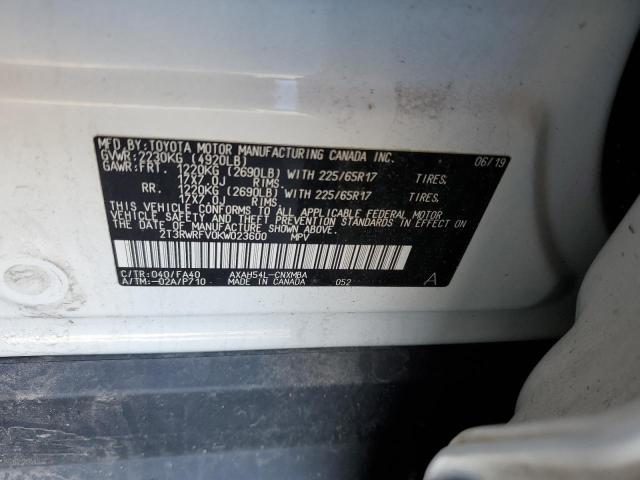 MFD. BY: TOYOTA MOTOR MANUFACTURING CANADA INC. 06/19
GVWR: 2230KG (4920LB)
GAWR: FRT. 1220KG (2690LB) WITH 225/65R17 TIRES,
17X7.0J RIMS,
RR. 1220KG (2690LB) WITH 225/65R17 TIRES,
17X7.0J RIMS,
THIS VEHICLE CONFORMS TO ALL APPLICABLE FEDERAL MOTOR
VEHICLE SAFETY AND THEFT PREVENTION STANDARDS IN EFFECT ON
THE DATE OF MANUFACTURE SHOWN ABOVE.
2T3RWRFV0KW023600 MPV
C/TR: 040/FA40 AXAH54L-CNXMBA
A/TM: -02A/P710 MADE IN CANADA 052 A